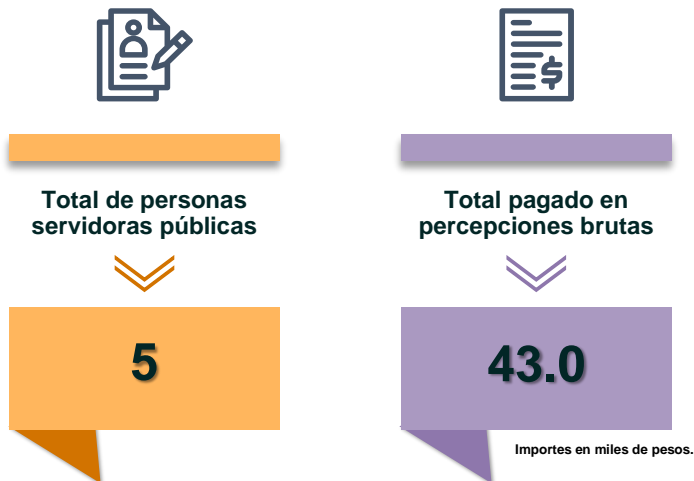 Total de personas
servidoras públicas
5
Total pagado en
percepciones brutas
43.0
Importes en miles de pesos.